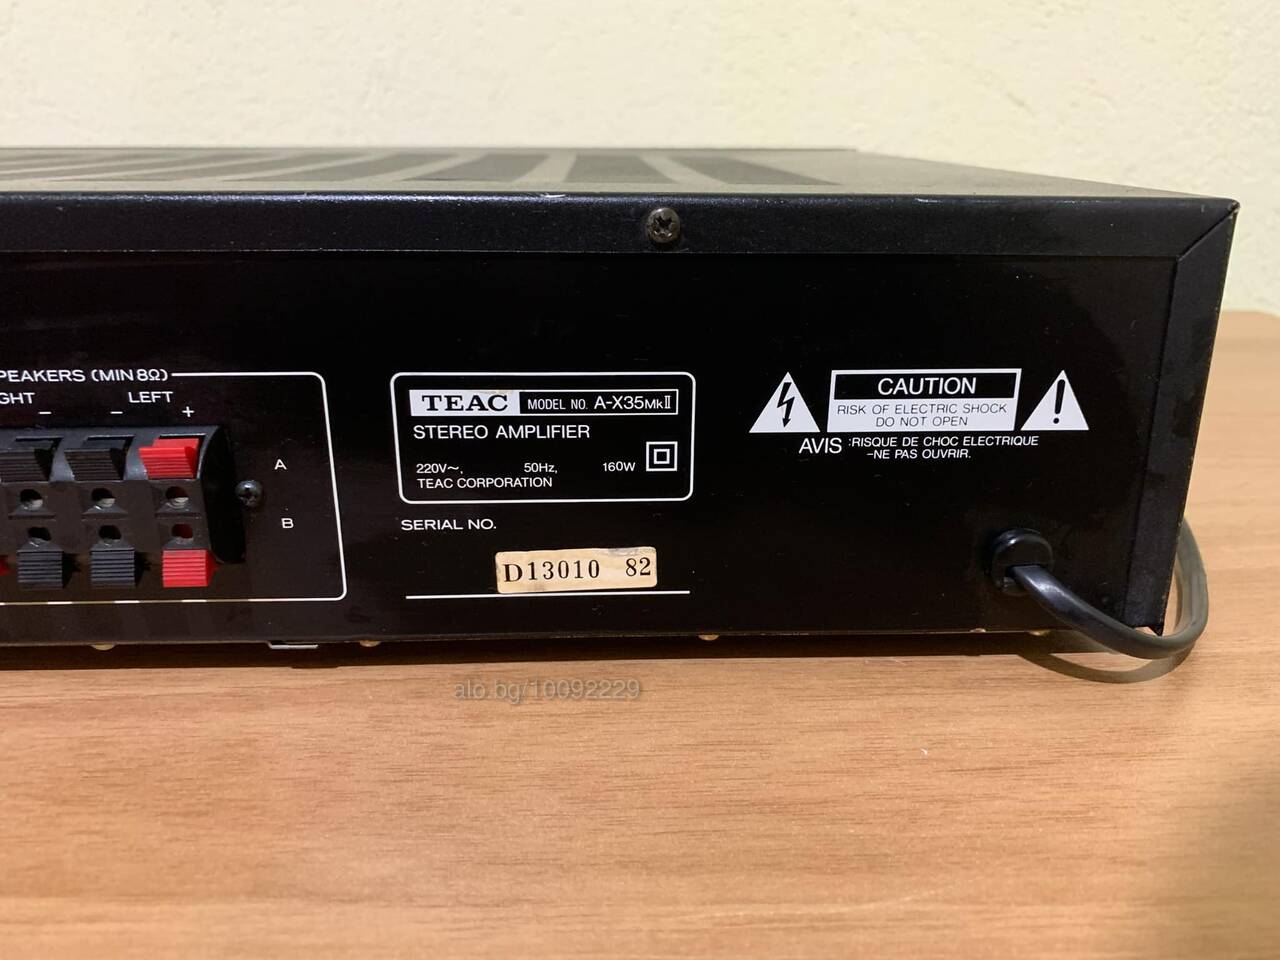 PEAKERS (MIN 8Ω)
GHT LEFT
– – +
A
B
TEAC MODEL NO. A-X35MKII
STEREO AMPLIFIER
220V~, 50Hz, 160W
TEAC CORPORATION
SERIAL NO.
D13010 82
CAUTION
RISK OF ELECTRIC SHOCK
DO NOT OPEN
AVIS :RISQUE DE CHOC ELECTRIQUE
-NE PAS OUVRIR.
alo.bg/10092229